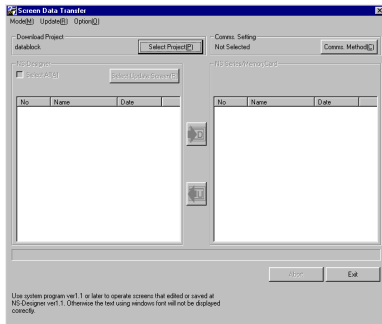 Screen Data Transfer
Mode(M) Update(R) Option(O)
Download Project
datablock
Select Project(P)
Comms. Setting
Not Selected
Comms. Method(C)
NS-Designer
Select All(A)
Select Update Screen(S)
NS Series/MemoryCard
No Name Date
No Name Date
Abort
Exit
Use system program ver1.1 or later to operate screens that edited or saved at
NS-Designer ver1.1. Otherwise the text using windows font will not be displayed
correctly.